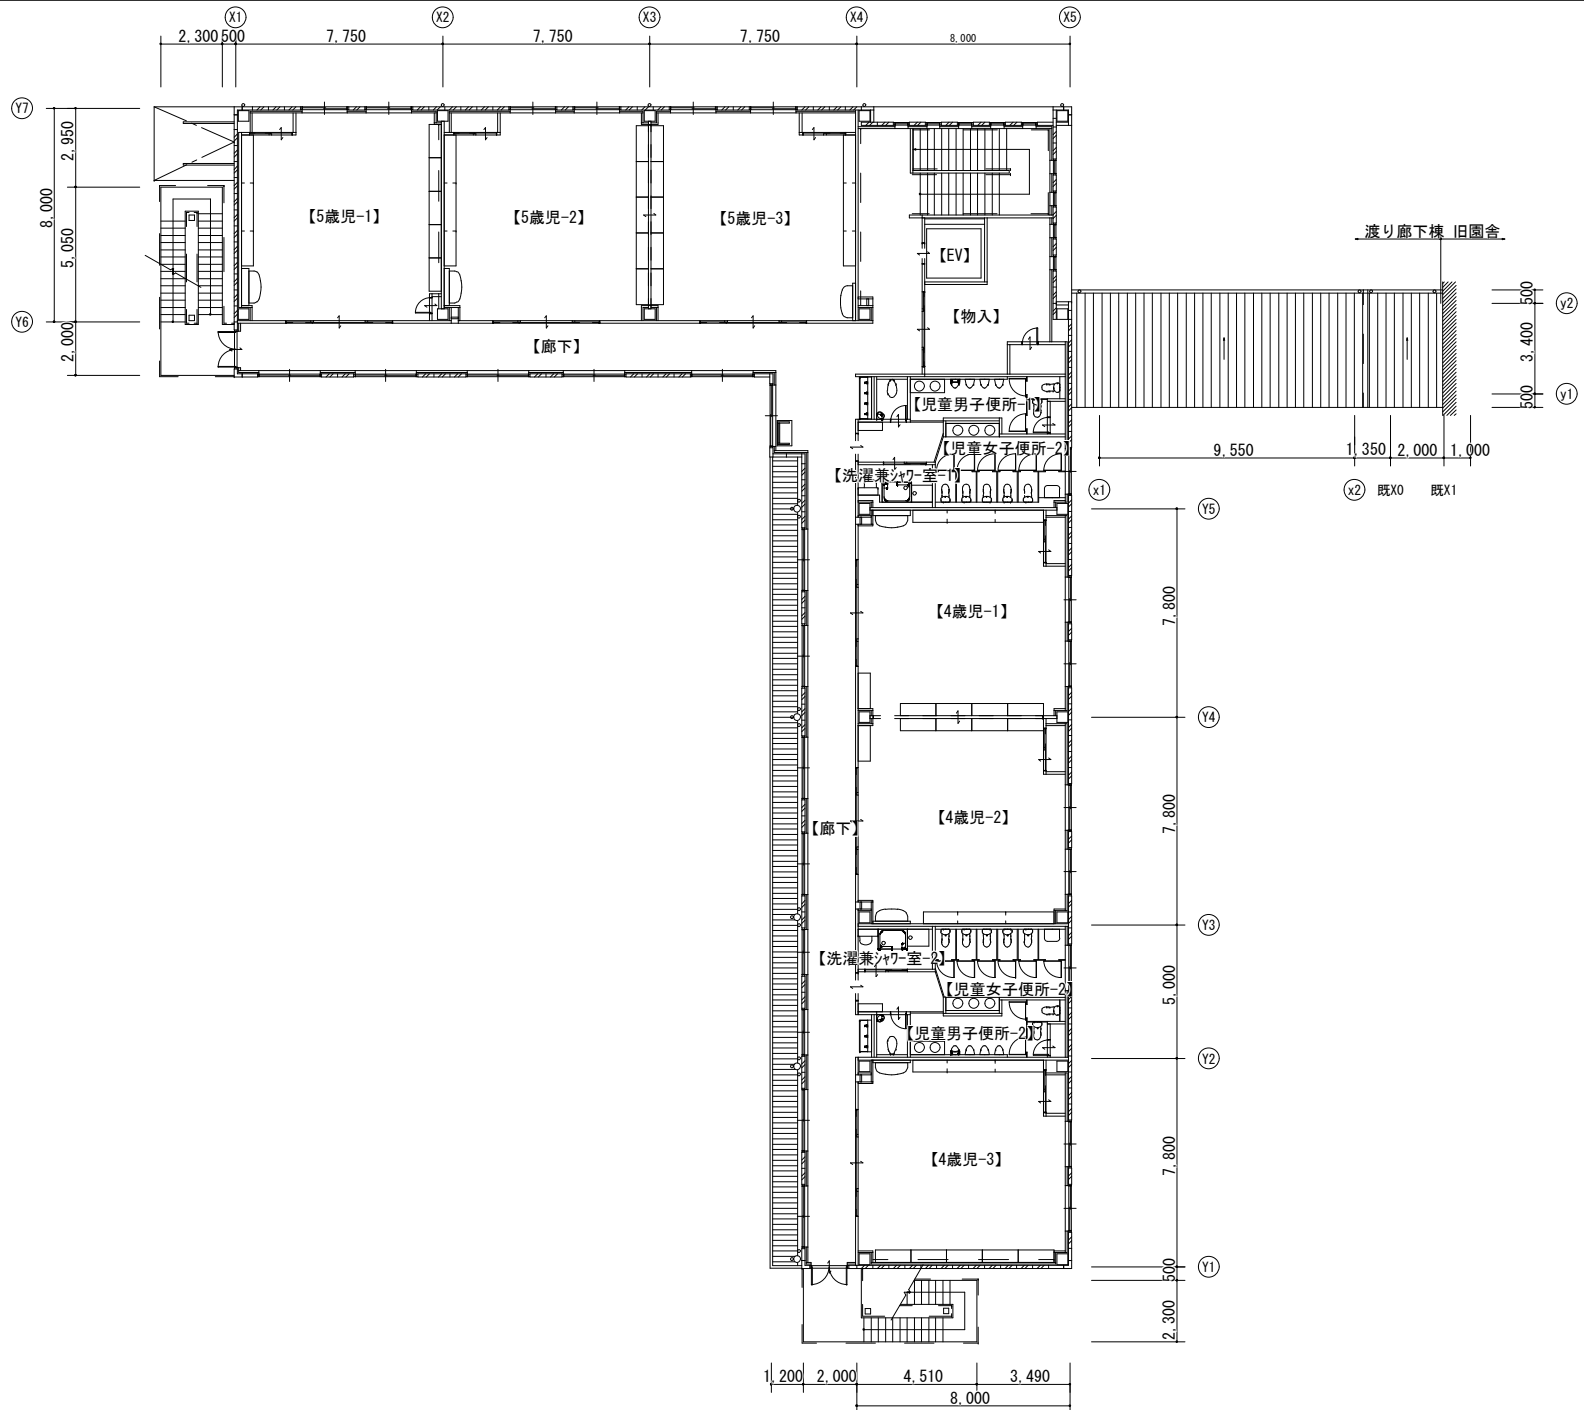 X1 X2 X3 X4 X5
2,300 500 7,750 7,750 7,750 8,000
Y7
2,950
8,000
5,050
Y6
2,000
【5歳児-1】 【5歳児-2】 【5歳児-3】
【EV】
【物入】
【廊下】
渡り廊下棟 旧園舎
500
y2
3,400
500
y1
9,550 1,350 2,000 1,000
x1 x2 既X0 既X1
【児童男子便所-1】
【児童女子便所-2】
【洗濯兼シャワー室-1】
Y5
【4歳児-1】
7,800
Y4
【4歳児-2】
7,800
【廊下】
Y3
【洗濯兼シャワー室-2】
【児童女子便所-2】
5,000
【児童男子便所-2】
Y2
【4歳児-3】
7,800
Y1
500
2,300
1,200 2,000 4,510 3,490
8,000